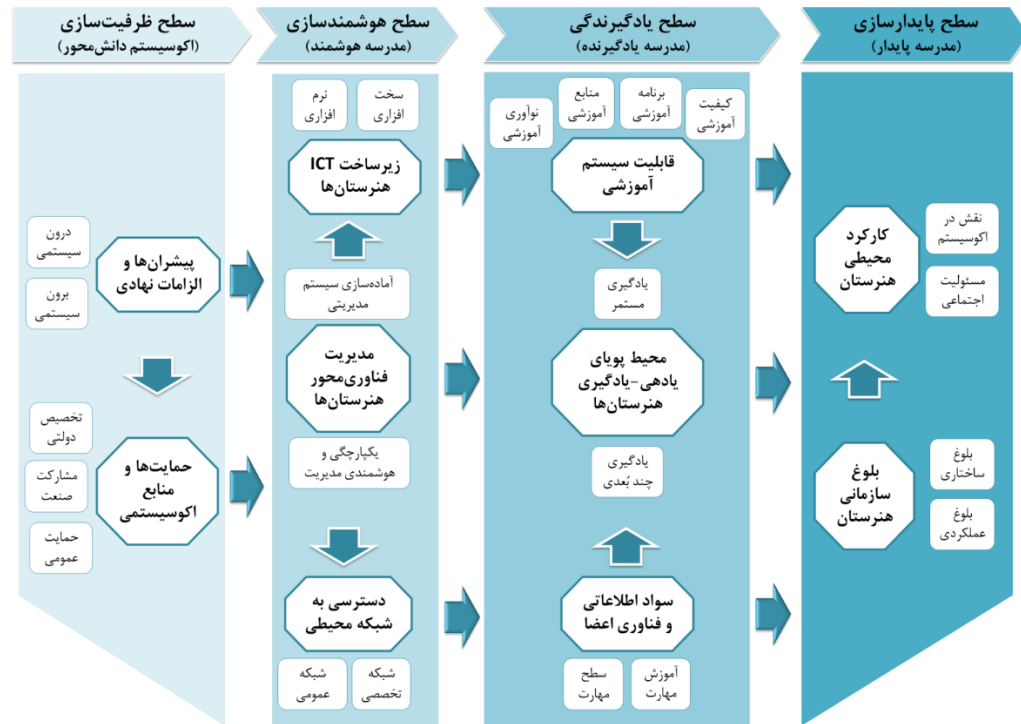 سطح ظرفیت‌سازی
(اکوسیستم دانش‌محور)
سطح هوشمندسازی
(مدرسه هوشمند)
سطح یادگیرندگی
(مدرسه یادگیرنده)
سطح پایدارسازی
(مدرسه پایدار)
درون
سیستمی
برون
سیستمی
پیشران‌ها و
الزامات نهادی
تخصیص
دولتی
مشارکت
صنعت
حمایت
عمومی
حمایت‌ها و
منابع
اکوسیستمی
سخت
افزاری
نرم
افزاری
زیرساخت ICT
هنرستان‌ها
آماده‌سازی سیستم
مدیریتی
مدیریت
فناوری‌محور
هنرستان‌ها
یکپارچگی و
هوشمندی مدیریت
دسترسی به
شبکه محیطی
شبکه
تخصصی
شبکه
عمومی
کیفیت
آموزشی
برنامه
آموزشی
منابع
آموزشی
نوآوری
آموزشی
قابلیت سیستم
آموزشی
یادگیری
مستمر
محیط پویای
یادهی-یادگیری
هنرستان‌ها
یادگیری
چند بُعدی
سواد اطلاعاتی
و فناوری اعضا
آموزش
مهارت
سطح
مهارت
نقش در
اکوسیستم
مسئولیت
اجتماعی
کارکرد
محیطی
هنرستان
بلوغ
ساختاری
بلوغ
عملکردی
بلوغ
سازمانی
هنرستان